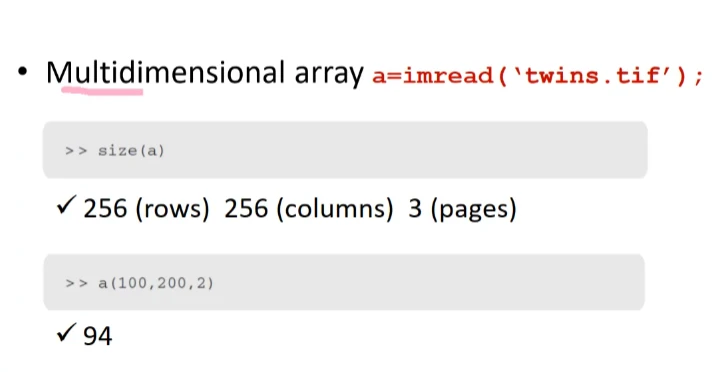 • Multidimensional array a=imread(‘twins.tif’);
>> size(a)
✓ 256 (rows) 256 (columns) 3 (pages)
>> a(100,200,2)
✓ 94